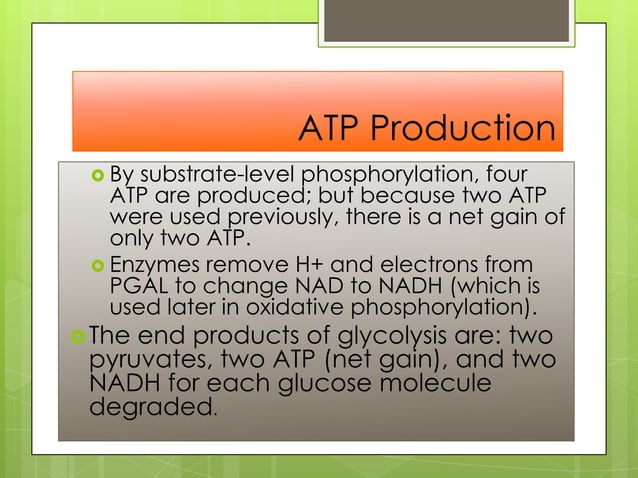 ATP Production
By substrate-level phosphorylation, four
ATP are produced; but because two ATP
were used previously, there is a net gain of
only two ATP.
Enzymes remove H+ and electrons from
PGAL to change NAD to NADH (which is
used later in oxidative phosphorylation).
The end products of glycolysis are: two
pyruvates, two ATP (net gain), and two
NADH for each glucose molecule
degraded.